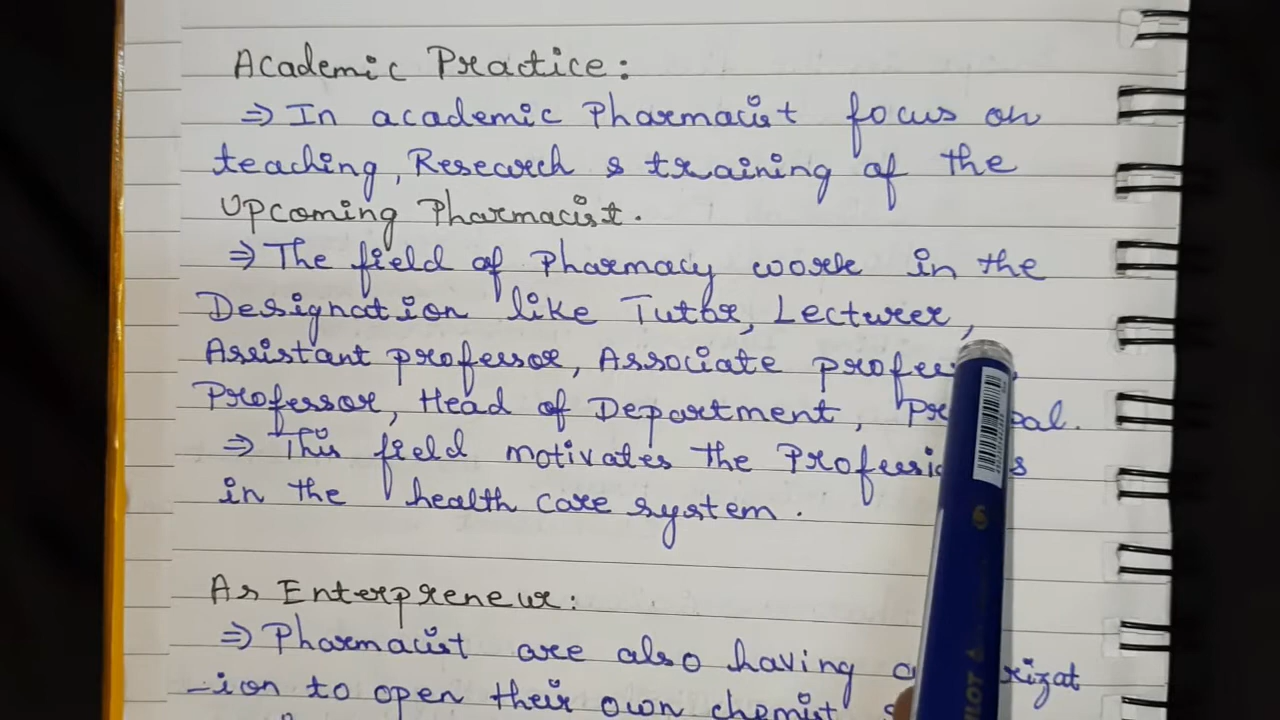 Academic Practice:
⇒ In academic Pharmacist focus on
teaching, Research & training of the
Upcoming Pharmacist.
⇒ The field of Pharmacy work in the
Designation like Tutor, Lecturer,
Assistant professor, Associate
Professor, Head of Department,
⇒ This field motivates the
in the health care system.
As Enterpreneur:
⇒ Pharmacist are also having
-ion to open their own chemist
PILOT